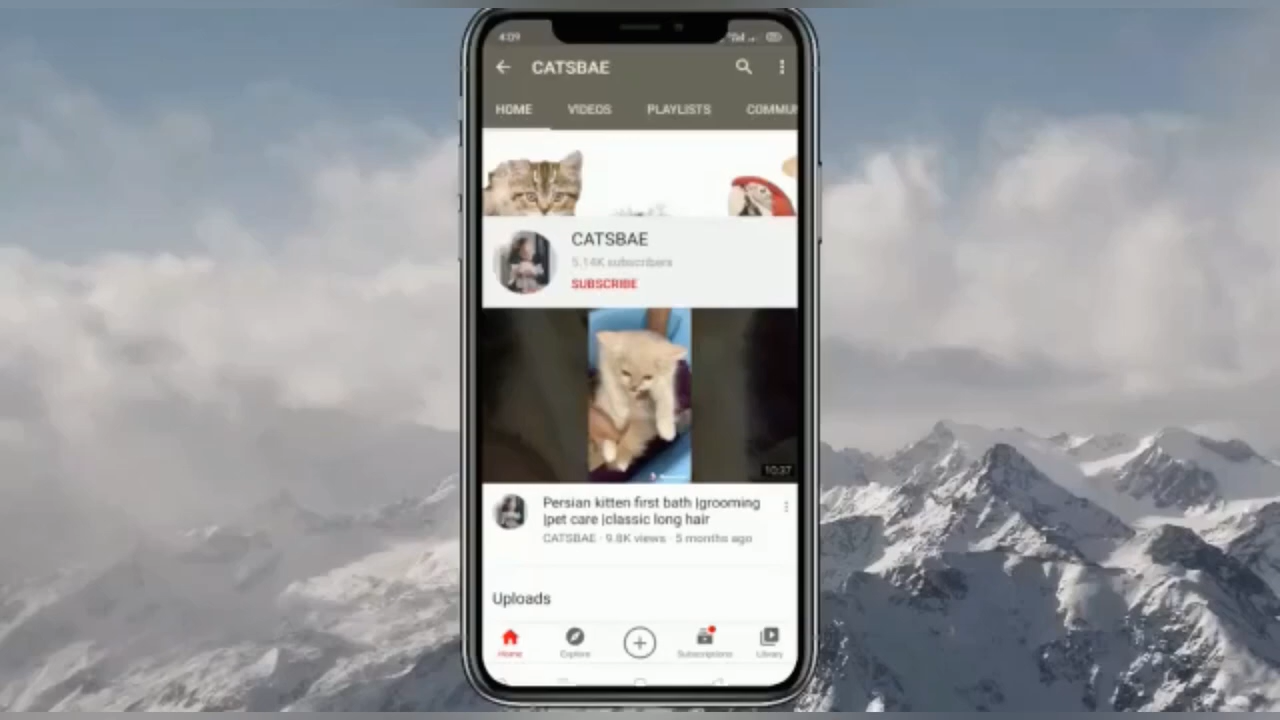 4:09
CATSBAE
HOME VIDEOS PLAYLISTS COMMU
CATSBAE
5.14K subscribers
SUBSCRIBE
10:37
Persian kitten first bath |grooming
|pet care |classic long hair
CATSBAE · 9.8K views · 5 months ago
Uploads
Home Explore Subscriptions Library